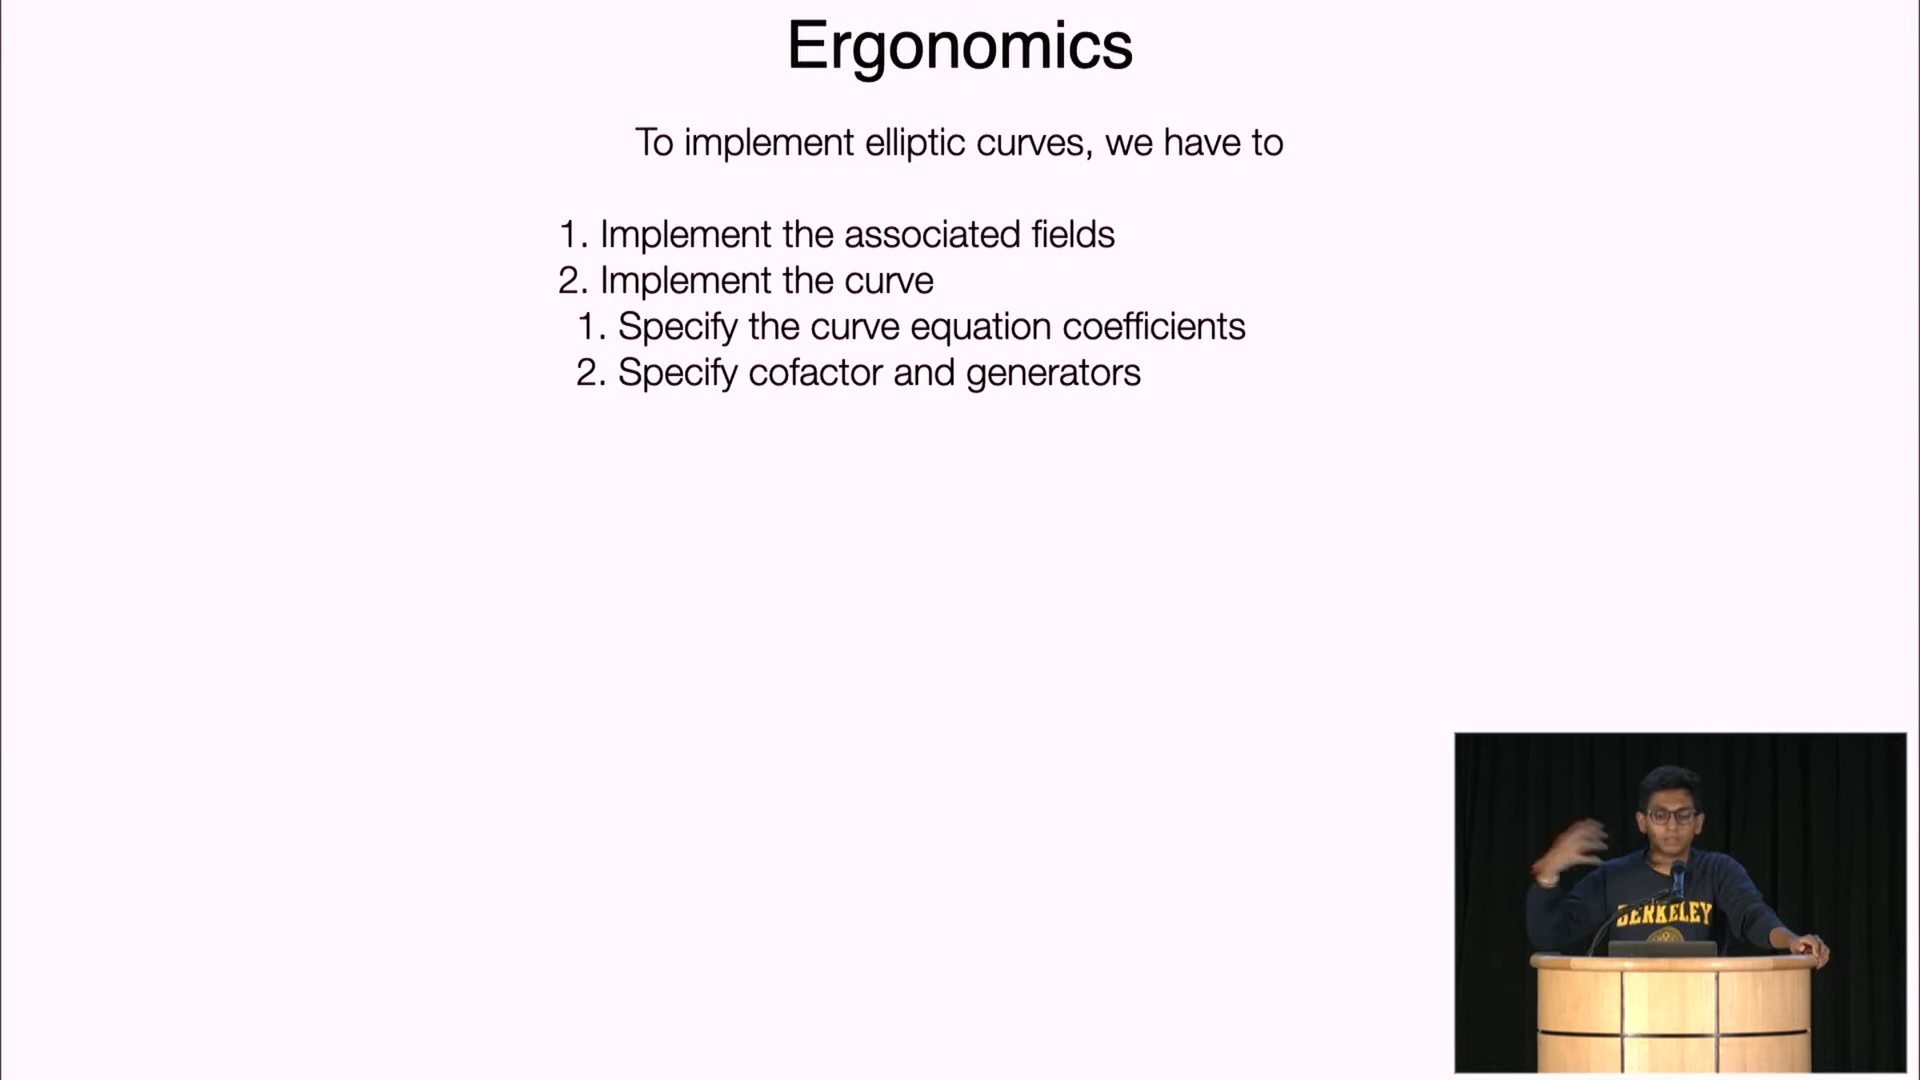 Ergonomics
To implement elliptic curves, we have to
1. Implement the associated fields
2. Implement the curve
1. Specify the curve equation coefficients
2. Specify cofactor and generators
BERKELEY